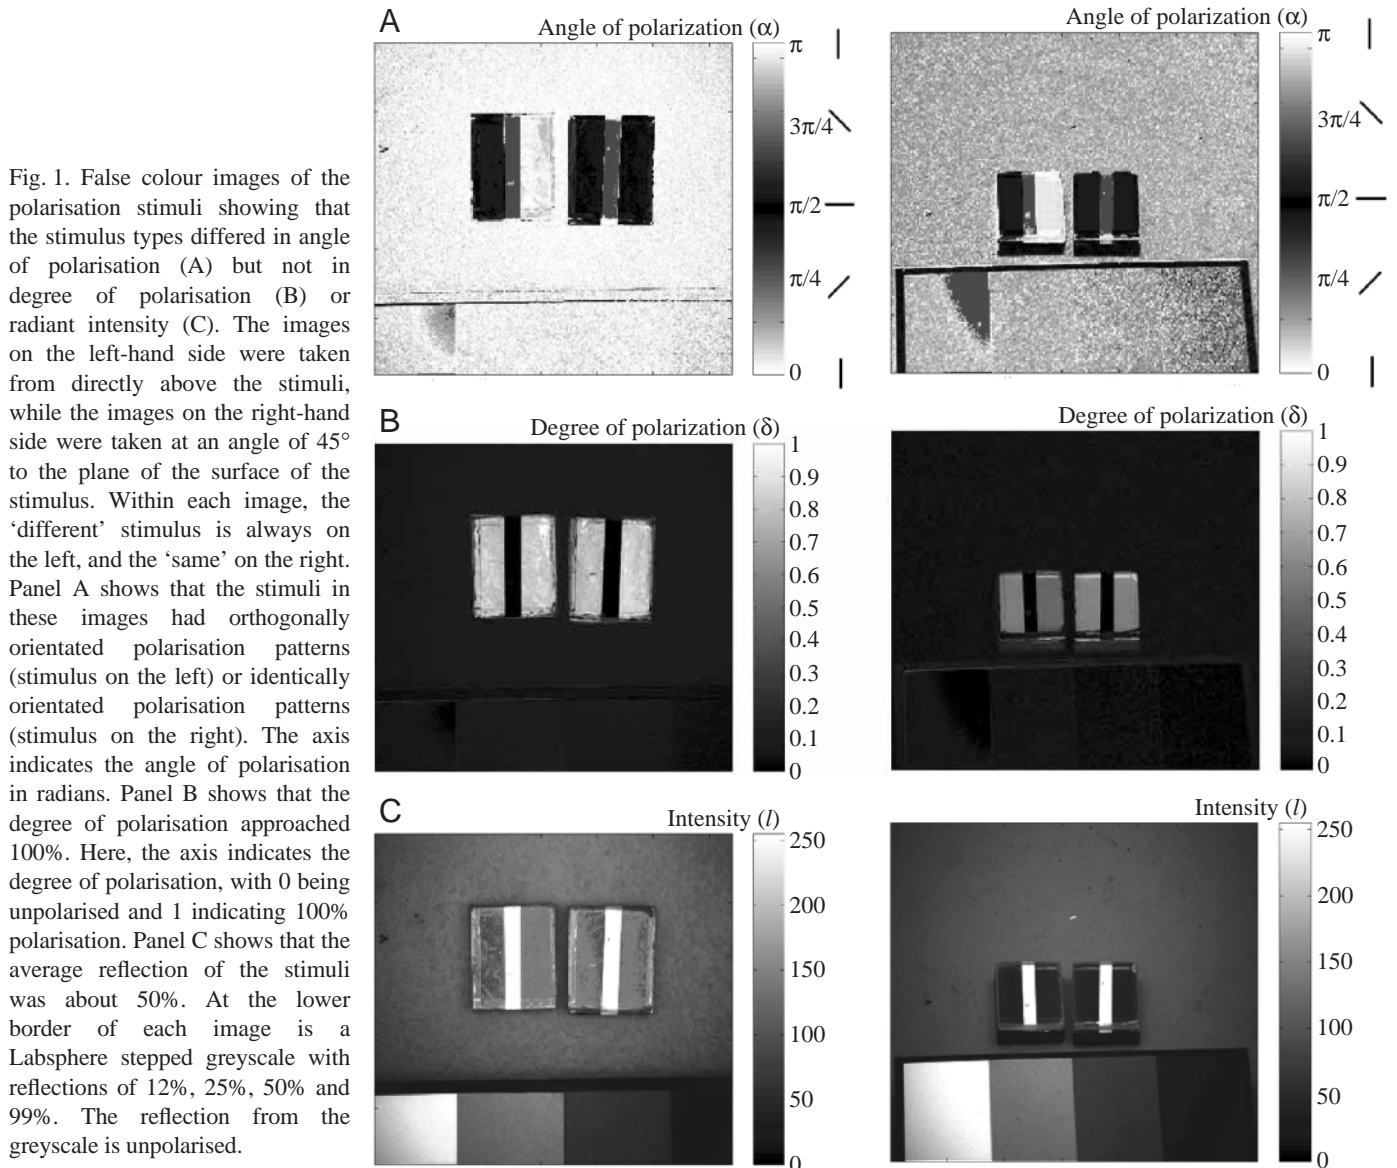 Fig. 1. False colour images of the
polarisation stimuli showing that
the stimulus types differed in angle
of polarisation (A) but not in
degree of polarisation (B) or
radiant intensity (C). The images
on the left-hand side were taken
from directly above the stimuli,
while the images on the right-hand
side were taken at an angle of 45°
to the plane of the surface of the
stimulus. Within each image, the
‘different’ stimulus is always on
the left, and the ‘same’ on the right.
Panel A shows that the stimuli in
these images had orthogonally
orientated polarisation patterns
(stimulus on the left) or identically
orientated polarisation patterns
(stimulus on the right). The axis
indicates the angle of polarisation
in radians. Panel B shows that the
degree of polarisation approached
100%. Here, the axis indicates the
degree of polarisation, with 0 being
unpolarised and 1 indicating 100%
polarisation. Panel C shows that the
average reflection of the stimuli
was about 50%. At the lower
border of each image is a
Labsphere stepped greyscale with
reflections of 12%, 25%, 50% and
99%. The reflection from the
greyscale is unpolarised.
A
Angle of polarization (α)
π
3π/4
π/2
π/4
0
Angle of polarization (α)
π
3π/4
π/2
π/4
0
B
Degree of polarization (δ)
1
0.9
0.8
0.7
0.6
0.5
0.4
0.3
0.2
0.1
0
Degree of polarization (δ)
1
0.9
0.8
0.7
0.6
0.5
0.4
0.3
0.2
0.1
0
C
Intensity (l)
250
200
150
100
50
0
Intensity (l)
250
200
150
100
50
0